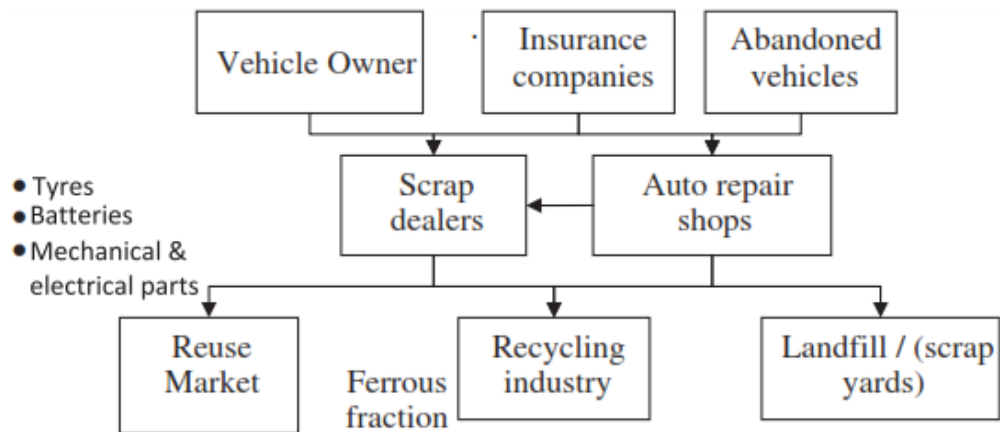 Vehicle Owner
Insurance
companies
Abandoned
vehicles
Scrap
dealers
Auto repair
shops
● Tyres
● Batteries
● Mechanical &
electrical parts
Reuse
Market
Ferrous
fraction
Recycling
industry
Landfill / (scrap
yards)